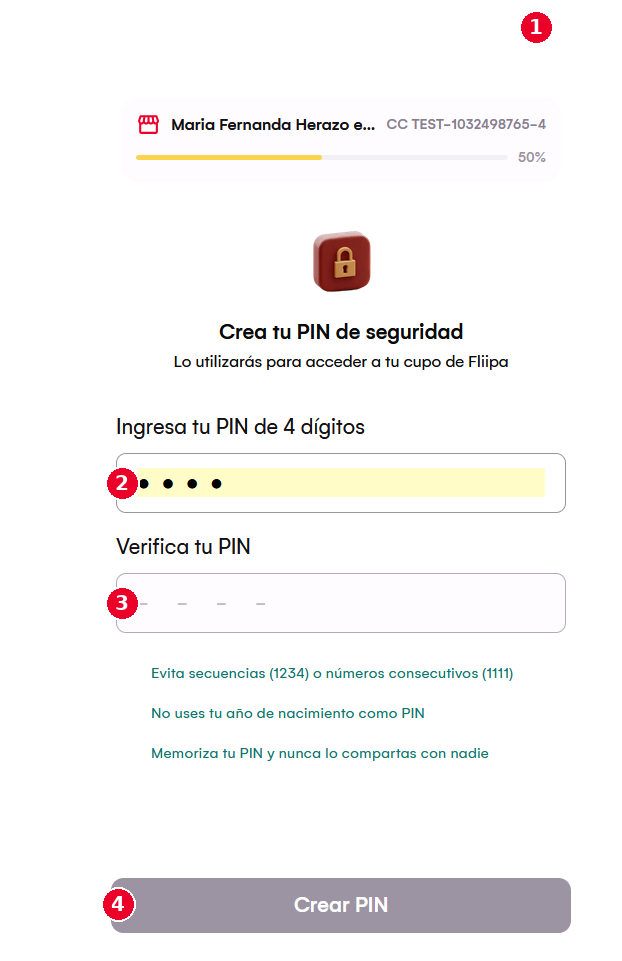 1
Maria Fernanda Herazo e... CC TEST-1032498765-4
50%
Crea tu PIN de seguridad
Lo utilizarás para acceder a tu cupo de Fliipa
Ingresa tu PIN de 4 dígitos
2 ● ● ● ●
Verifica tu PIN
3 - - - -
Evita secuencias (1234) o números consecutivos (1111)
No uses tu año de nacimiento como PIN
Memoriza tu PIN y nunca lo compartas con nadie
4 Crear PIN